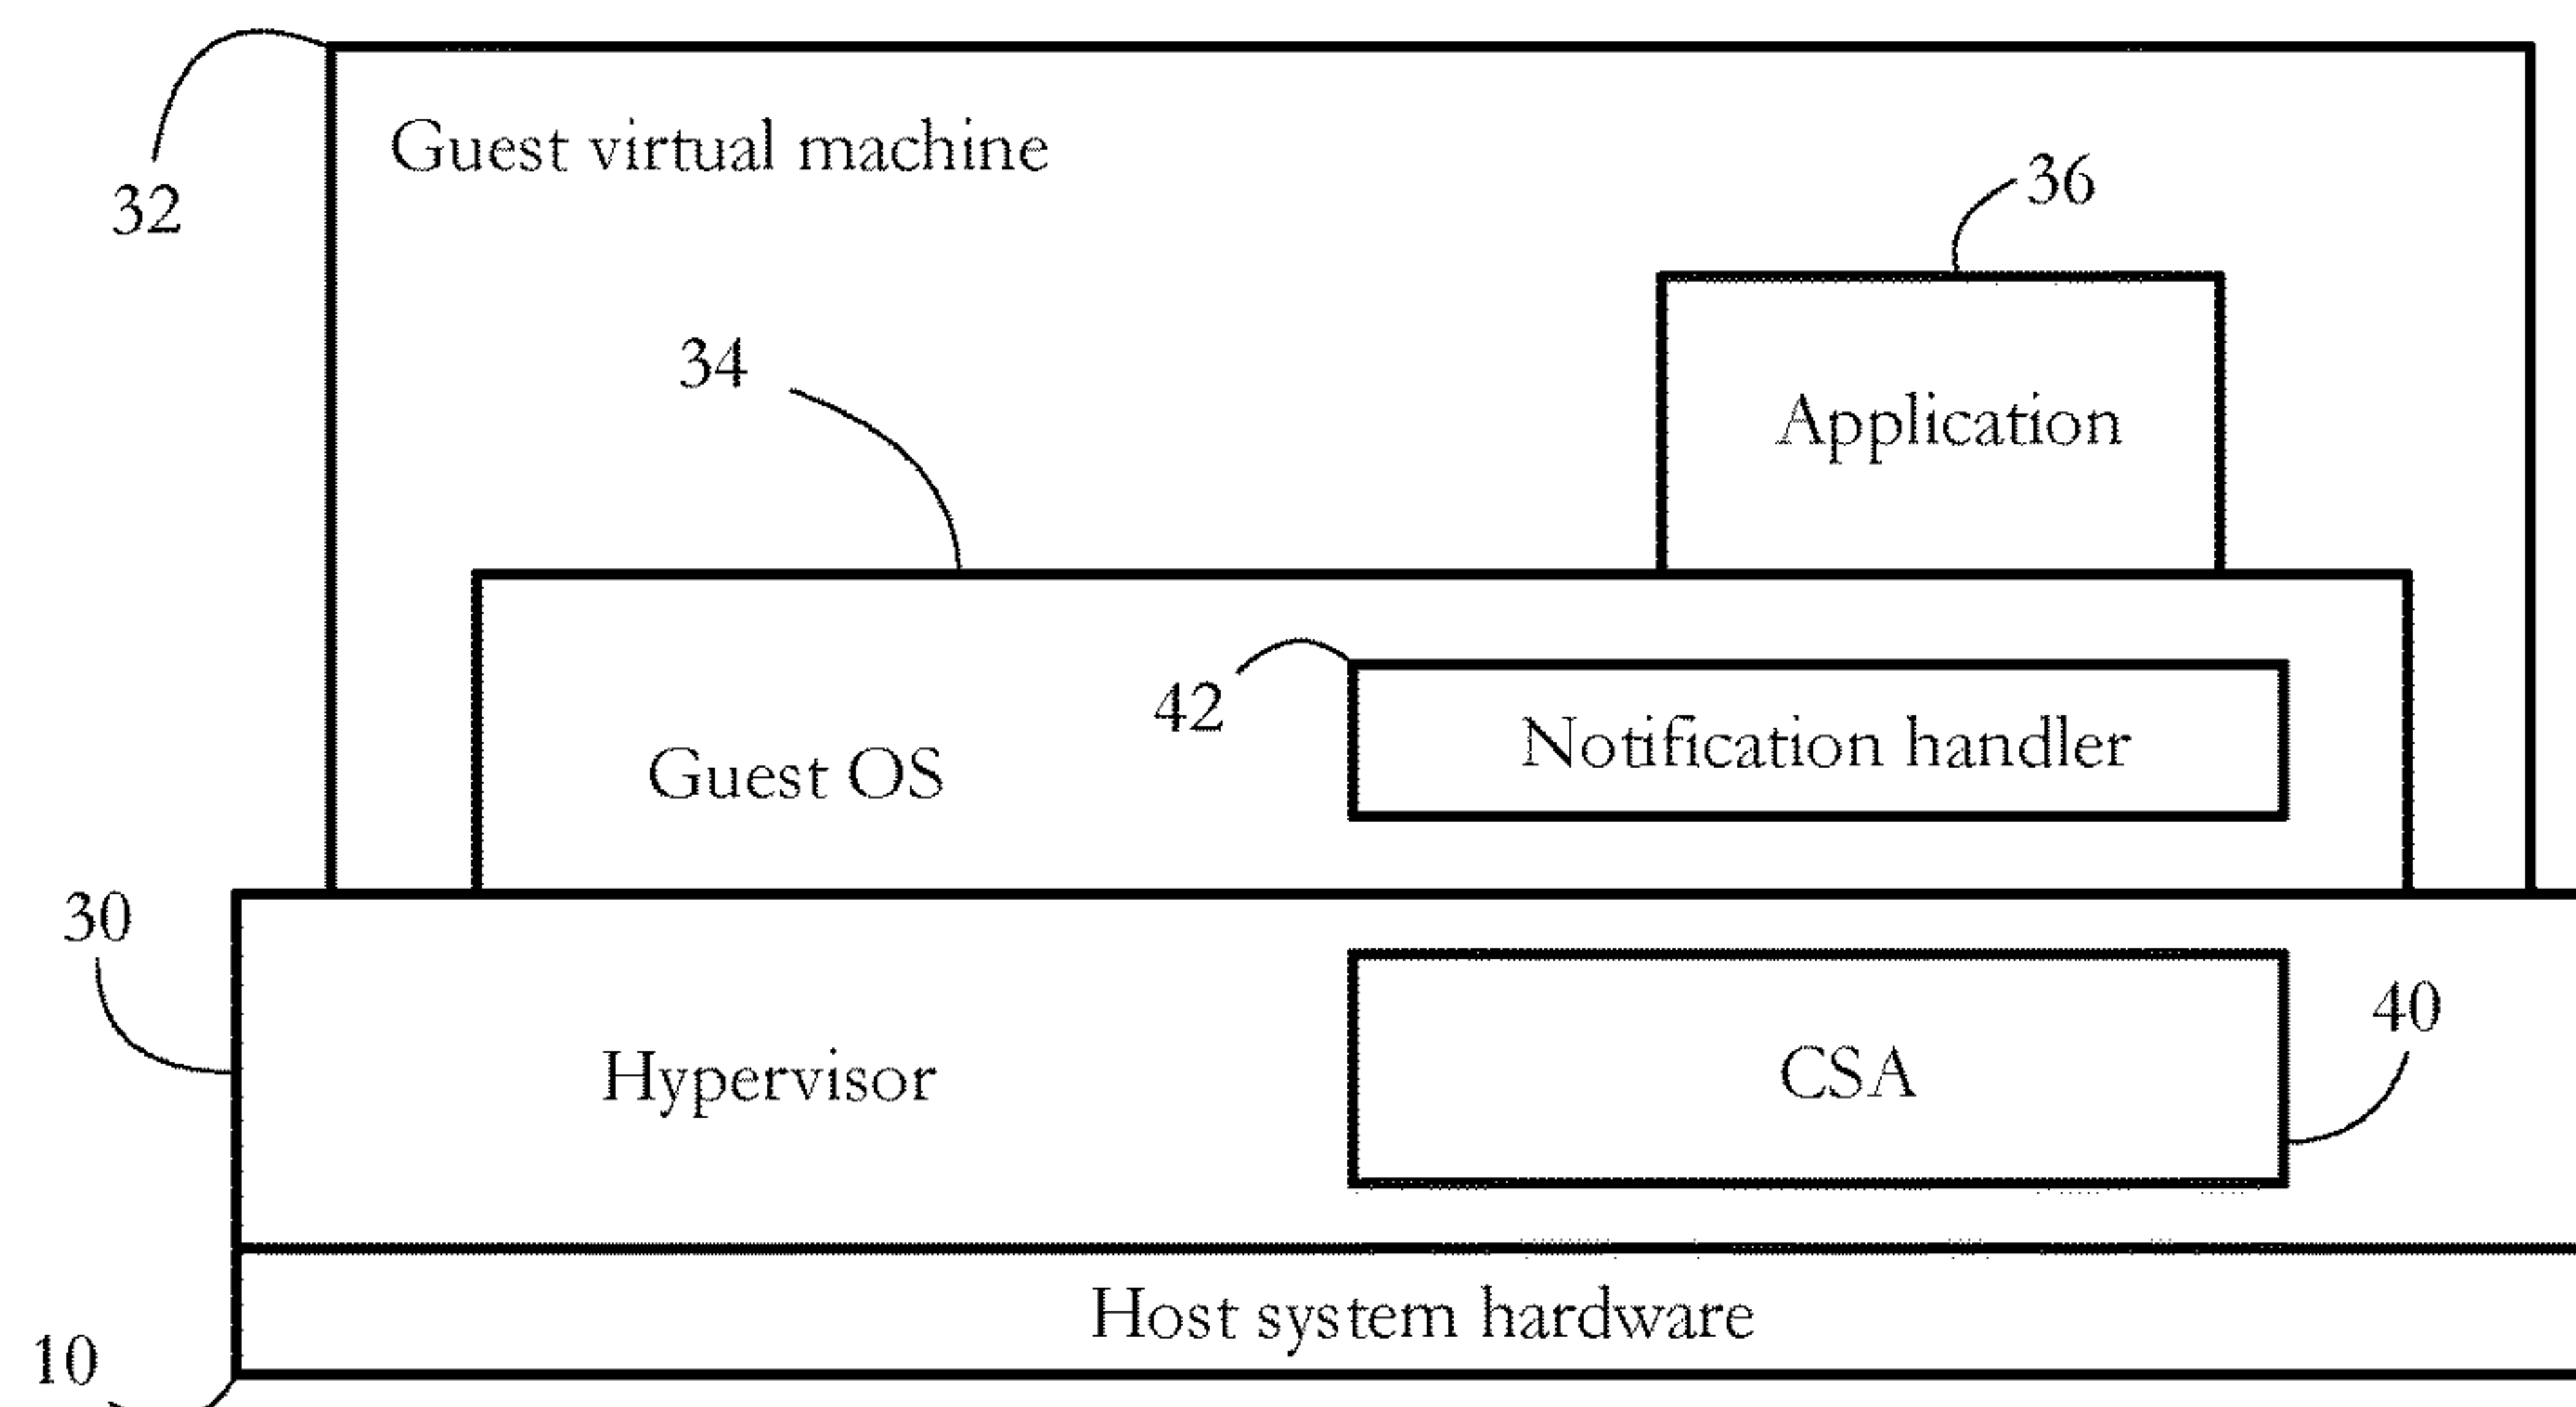 Guest virtual machine
32
36
34
Application
42
Notification handler
Guest OS
30
40
Hypervisor
CSA
Host system hardware
10